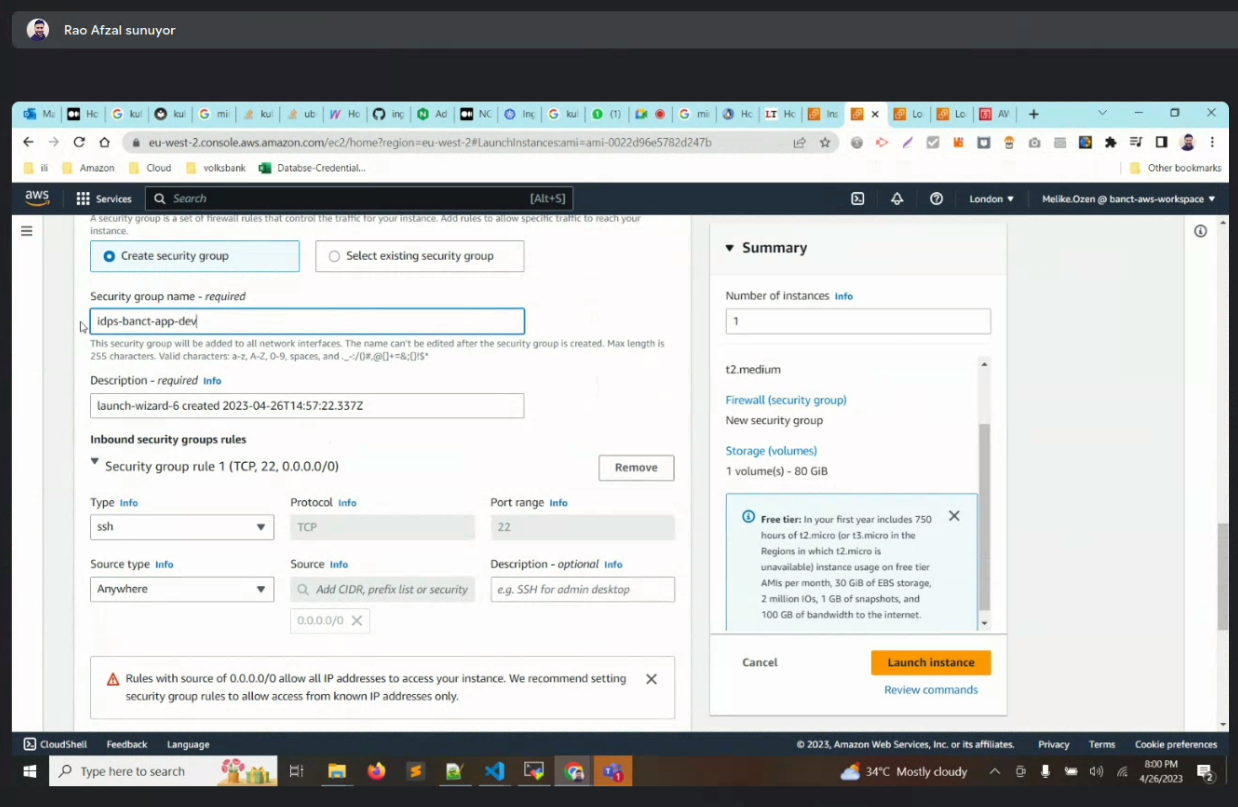 Rao Afzal sunuyor
Ma
Ho
kul
kul
mi
kul
ub
Ho
ing
Ad
NC
Ing
kul
(1)
mi
Ho
LT Ho
Ins
Lo
Lo
AV
eu-west-2.console.aws.amazon.com/ec2/home?region=eu-west-2#LaunchInstances:ami=ami-0022d96e5782d247b
ili
Amazon
Cloud
volksbank
Databse-Credential...
Other bookmarks
aws
Services
Search
[Alt+S]
London
Melike.Ozen @ banct-aws-workspace
A security group is a set of firewall rules that control the traffic for your instance. Add rules to allow specific traffic to reach your
instance.
Create security group
Select existing security group
Security group name - required
idps-banct-app-dev
This security group will be added to all network interfaces. The name can't be edited after the security group is created. Max length is
255 characters. Valid characters: a-z, A-Z, 0-9, spaces, and ._-:/()#,@[]+=&;{}!$*
Description - required Info
launch-wizard-6 created 2023-04-26T14:57:22.337Z
Inbound security groups rules
Security group rule 1 (TCP, 22, 0.0.0.0/0)
Remove
Type Info
Protocol Info
Port range Info
ssh
TCP
22
Source type Info
Source Info
Description - optional Info
Anywhere
Add CIDR, prefix list or security
e.g. SSH for admin desktop
0.0.0.0/0
Rules with source of 0.0.0.0/0 allow all IP addresses to access your instance. We recommend setting
security group rules to allow access from known IP addresses only.
Summary
Number of instances Info
1
t2.medium
Firewall (security group)
New security group
Storage (volumes)
1 volume(s) - 80 GiB
Free tier: In your first year includes 750
hours of t2.micro (or t3.micro in the
Regions in which t2.micro is
unavailable) instance usage on free tier
AMIs per month, 30 GiB of EBS storage,
2 million IOs, 1 GB of snapshots, and
100 GB of bandwidth to the internet.
Cancel
Launch instance
Review commands
CloudShell
Feedback
Language
© 2023, Amazon Web Services, Inc. or its affiliates.
Privacy
Terms
Cookie preferences
Type here to search
34°C Mostly cloudy
8:00 PM
4/26/2023
2